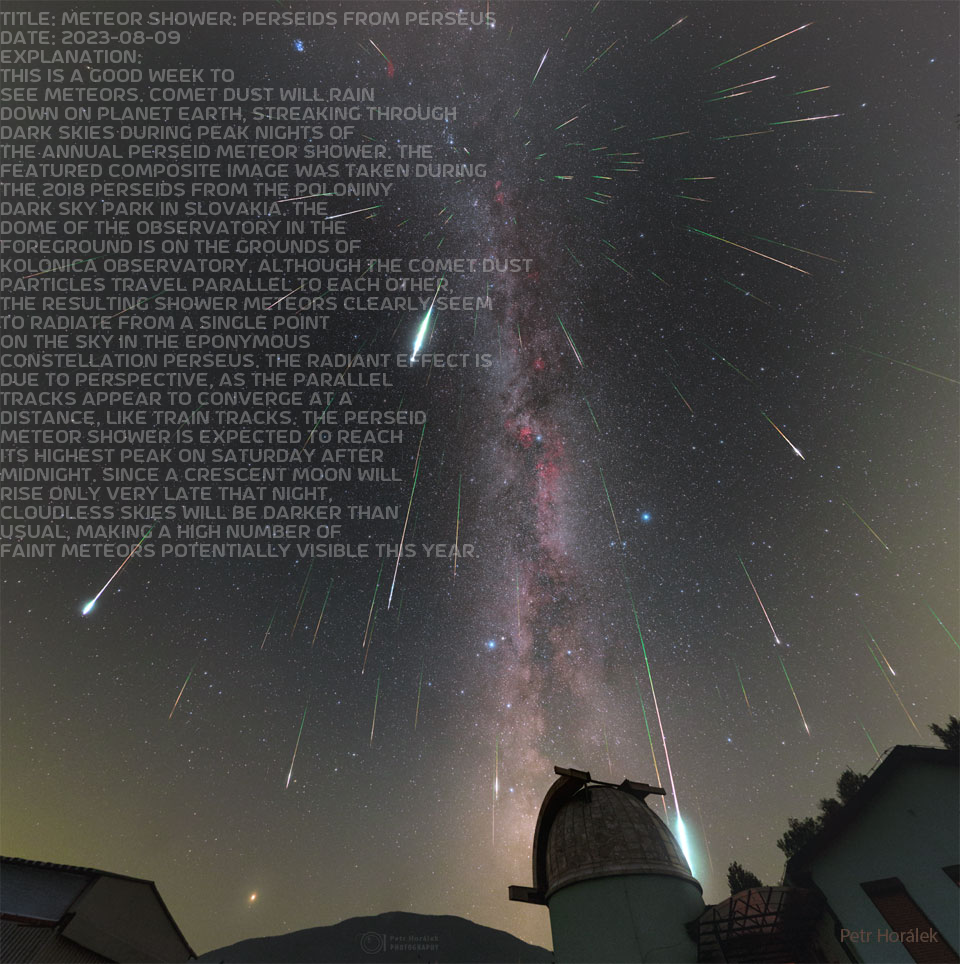 TITLE: METEOR SHOWER: PERSEIDS FROM PERSEUS
DATE: 2023-08-09
EXPLANATION:
THIS IS A GOOD WEEK TO
SEE METEORS. COMET DUST WILL RAIN
DOWN ON PLANET EARTH, STREAKING THROUGH
DARK SKIES DURING PEAK NIGHTS OF
THE ANNUAL PERSEID METEOR SHOWER. THE
FEATURED COMPOSITE IMAGE WAS TAKEN DURING
THE 2018 PERSEIDS FROM THE POLONINY
DARK SKY PARK IN SLOVAKIA. THE
DOME OF THE OBSERVATORY IN THE
FOREGROUND IS ON THE GROUNDS OF
KOLONICA OBSERVATORY. ALTHOUGH THE COMET DUST
PARTICLES TRAVEL PARALLEL TO EACH OTHER,
THE RESULTING SHOWER METEORS CLEARLY SEEM
TO RADIATE FROM A SINGLE POINT
ON THE SKY IN THE EPONYMOUS
CONSTELLATION PERSEUS. THE RADIANT EFFECT IS
DUE TO PERSPECTIVE, AS THE PARALLEL
TRACKS APPEAR TO CONVERGE AT A
DISTANCE, LIKE TRAIN TRACKS. THE PERSEID
METEOR SHOWER IS EXPECTED TO REACH
ITS HIGHEST PEAK ON SATURDAY AFTER
MIDNIGHT. SINCE A CRESCENT MOON WILL
RISE ONLY VERY LATE THAT NIGHT,
CLOUDLESS SKIES WILL BE DARKER THAN
USUAL, MAKING A HIGH NUMBER OF
FAINT METEORS POTENTIALLY VISIBLE THIS YEAR.
Petr Horálek
PHOTOGRAPHY
Petr Horálek